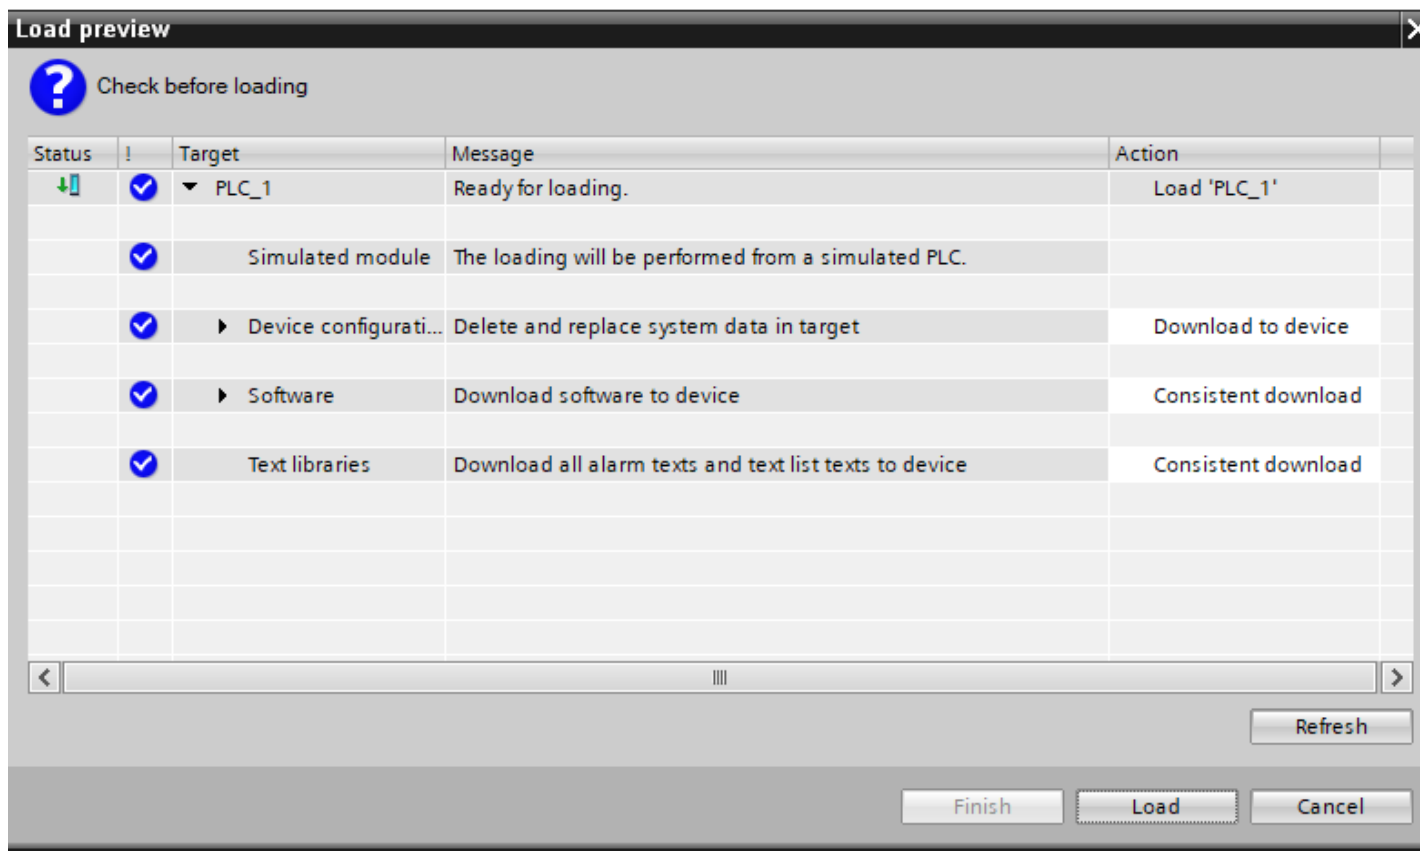 Load preview
Check before loading
Status ! Target Message Action
PLC_1 Ready for loading. Load 'PLC_1'
Simulated module The loading will be performed from a simulated PLC.
Device configurati... Delete and replace system data in target Download to device
Software Download software to device Consistent download
Text libraries Download all alarm texts and text list texts to device Consistent download
Refresh
Finish Load Cancel